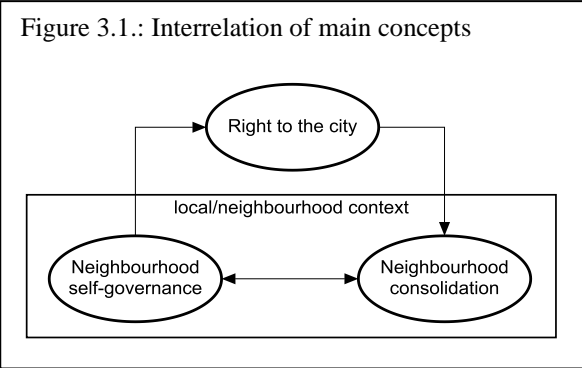 Figure 3.1.: Interrelation of main concepts
Right to the city
local/neighbourhood context
Neighbourhood
self-governance
Neighbourhood
consolidation